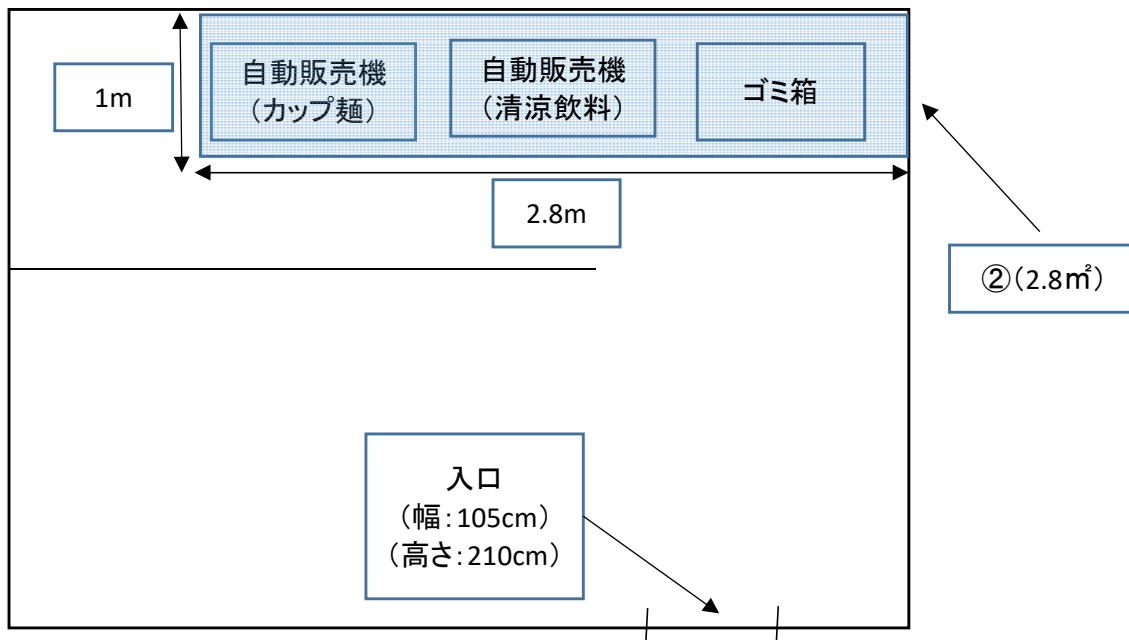 1m
自動販売機
（カップ麺）
自動販売機
（清涼飲料）
ゴミ箱
2.8m
②（2.8㎡）
入口
（幅：105cm）
（高さ：210cm）